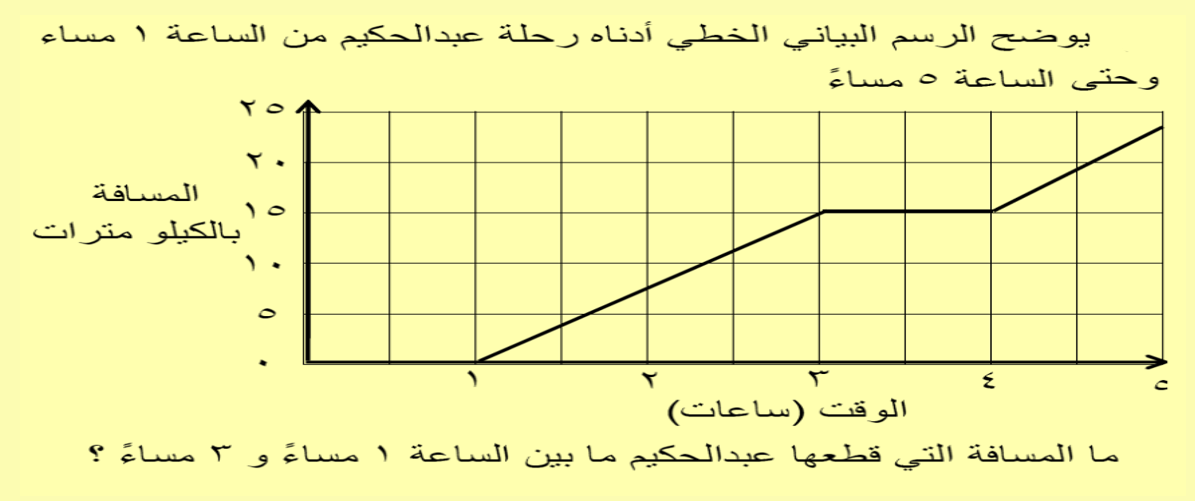 يوضح الرسم البياني الخطي أدناه رحلة عبدالحكيم من الساعة ١ مساء
وحتى الساعة ٥ مساءً
٢٥
٢٠
المسافة
١٥
بالكيلو مترات
١٠
٥
٠
١ ٢ ٣ ٤ ٥
الوقت (ساعات)
ما المسافة التي قطعها عبدالحكيم ما بين الساعة ١ مساءً و ٣ مساءً ؟